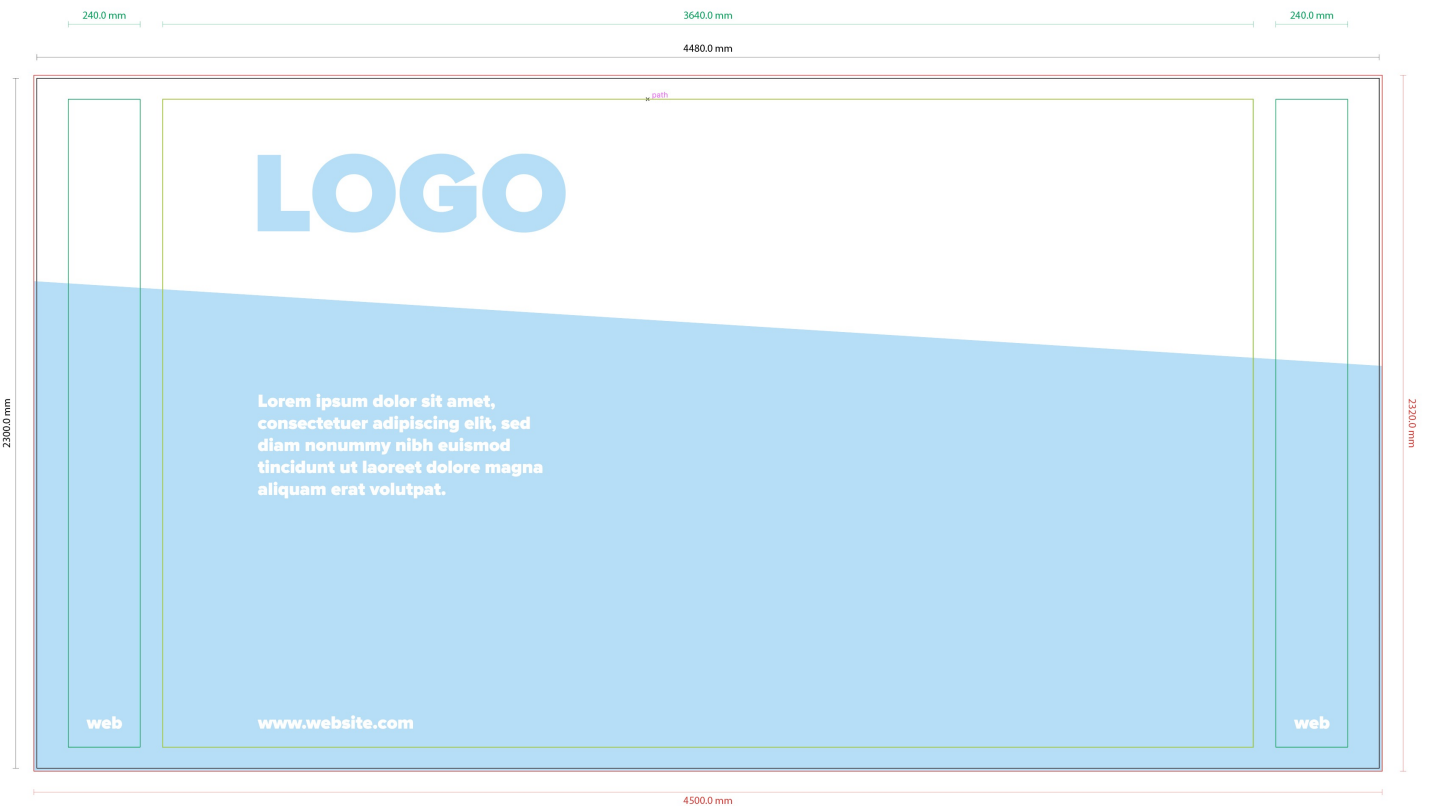 240.0 mm
3640.0 mm
240.0 mm
4480.0 mm
path
LOGO
2300.0 mm
2320.0 mm
Lorem ipsum dolor sit amet,
consectetuer adipiscing elit, sed
diam nonummy nibh euismod
tincidunt ut laoreet dolore magna
aliquam erat volutpat.
web
www.website.com
web
4500.0 mm